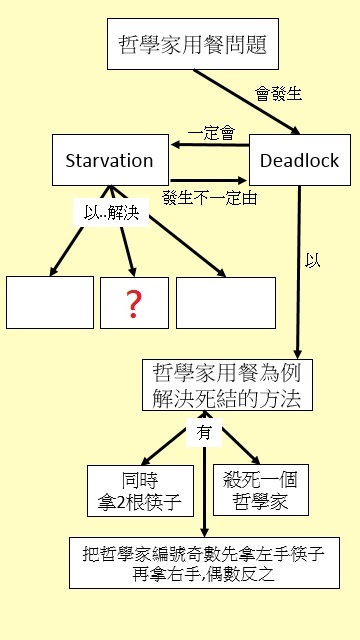 哲學家用餐問題
會發生
一定會
Starvation
Deadlock
發生不一定由
以..解決
以
?
哲學家用餐為例
解決死結的方法
有
同時
拿2根筷子
殺死一個
哲學家
把哲學家編號奇數先拿左手筷子
再拿右手,偶數反之